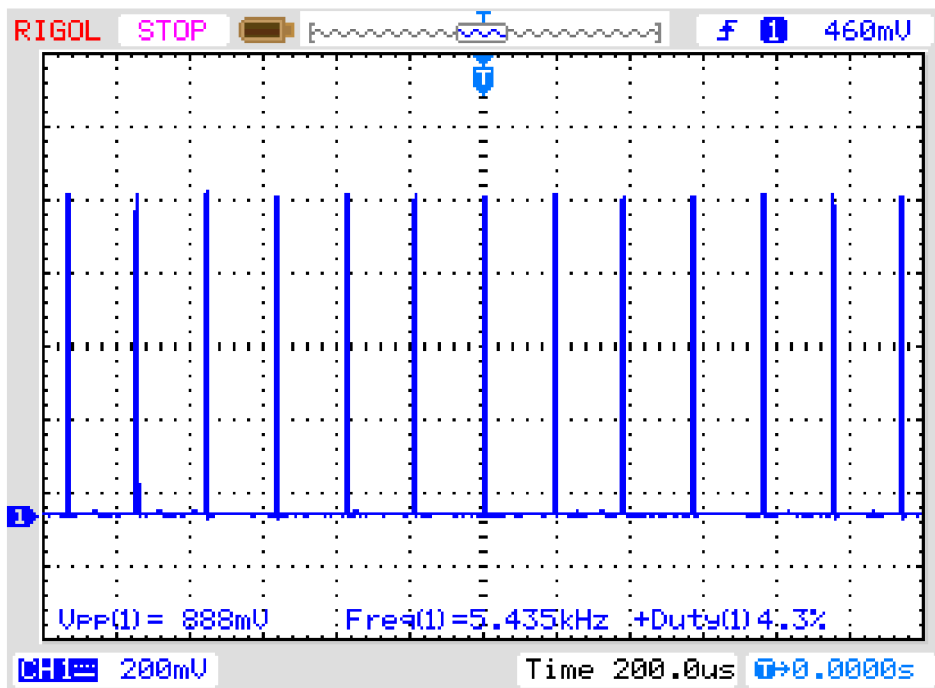 RIGOL STOP T ƒ 1 460mV
T
1
Vpp(1)= 888mV Freq(1)=5.435kHz +Duty(1)4.3%
CH1 200mV Time 200.0us T→0.0000s